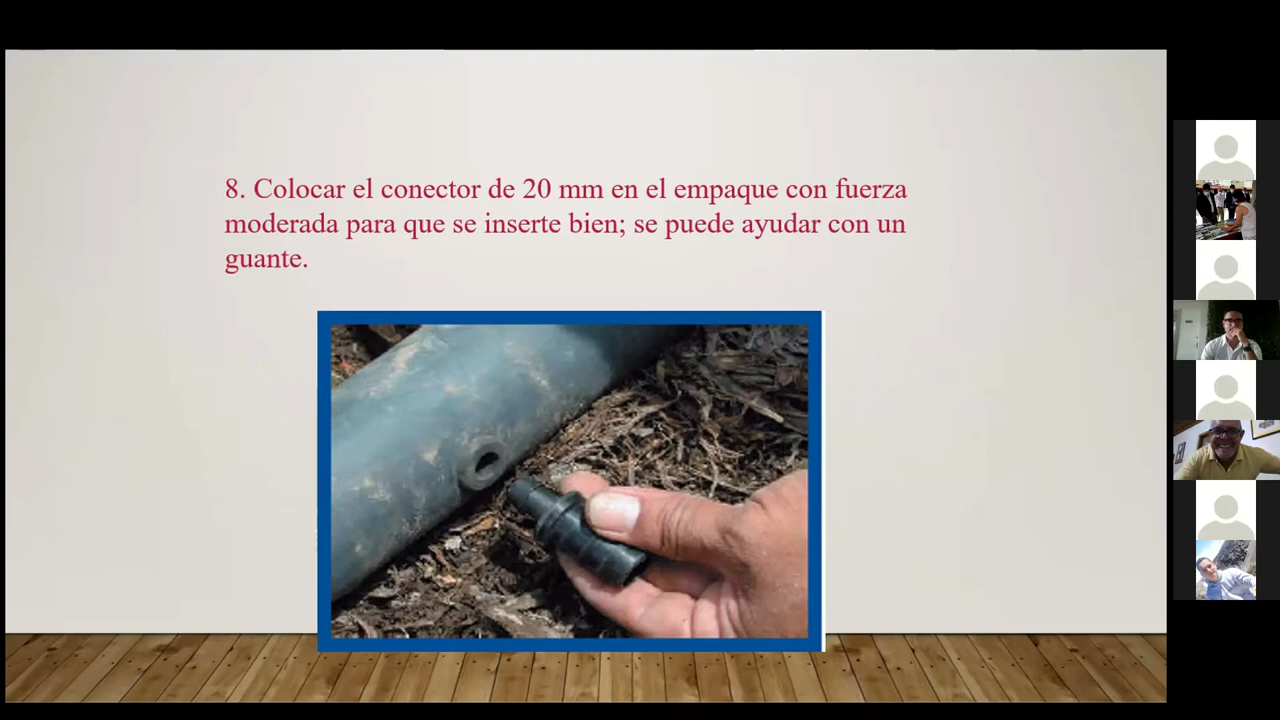 8. Colocar el conector de 20 mm en el empaque con fuerza
moderada para que se inserte bien; se puede ayudar con un
guante.